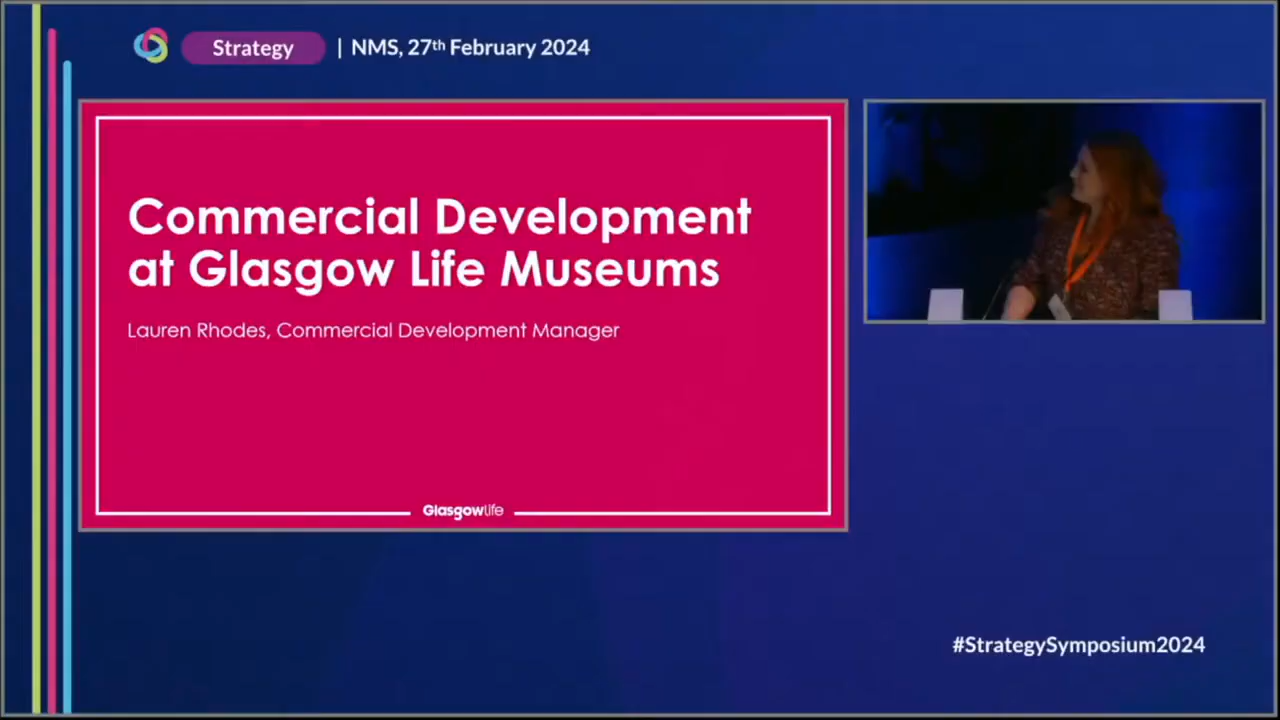 Strategy | NMS, 27th February 2024
Commercial Development
at Glasgow Life Museums
Lauren Rhodes, Commercial Development Manager
Glasgowlife
#StrategySymposium2024